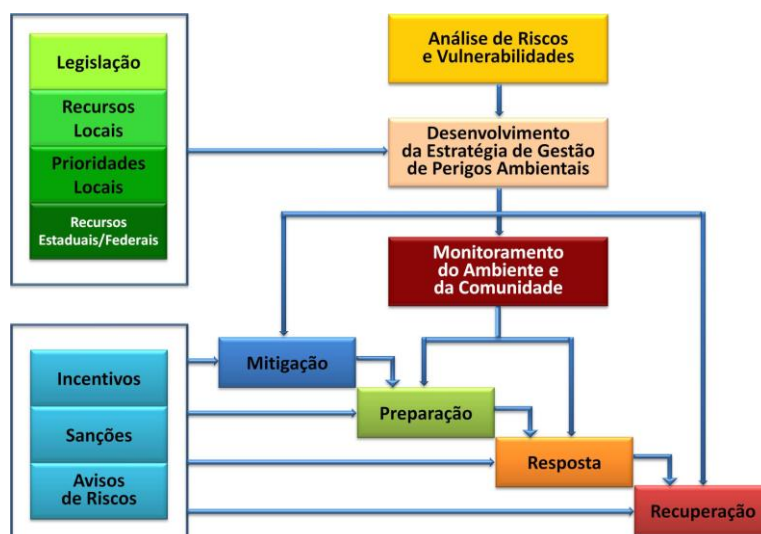 Legislação
Recursos
Locais
Prioridades
Locais
Recursos
Estaduais/Federais
Análise de Riscos
e Vulnerabilidades
Desenvolvimento
da Estratégia de Gestão
de Perigos Ambientais
Monitoramento
do Ambiente e
da Comunidade
Incentivos
Sanções
Avisos
de Riscos
Mitigação
Preparação
Resposta
Recuperação